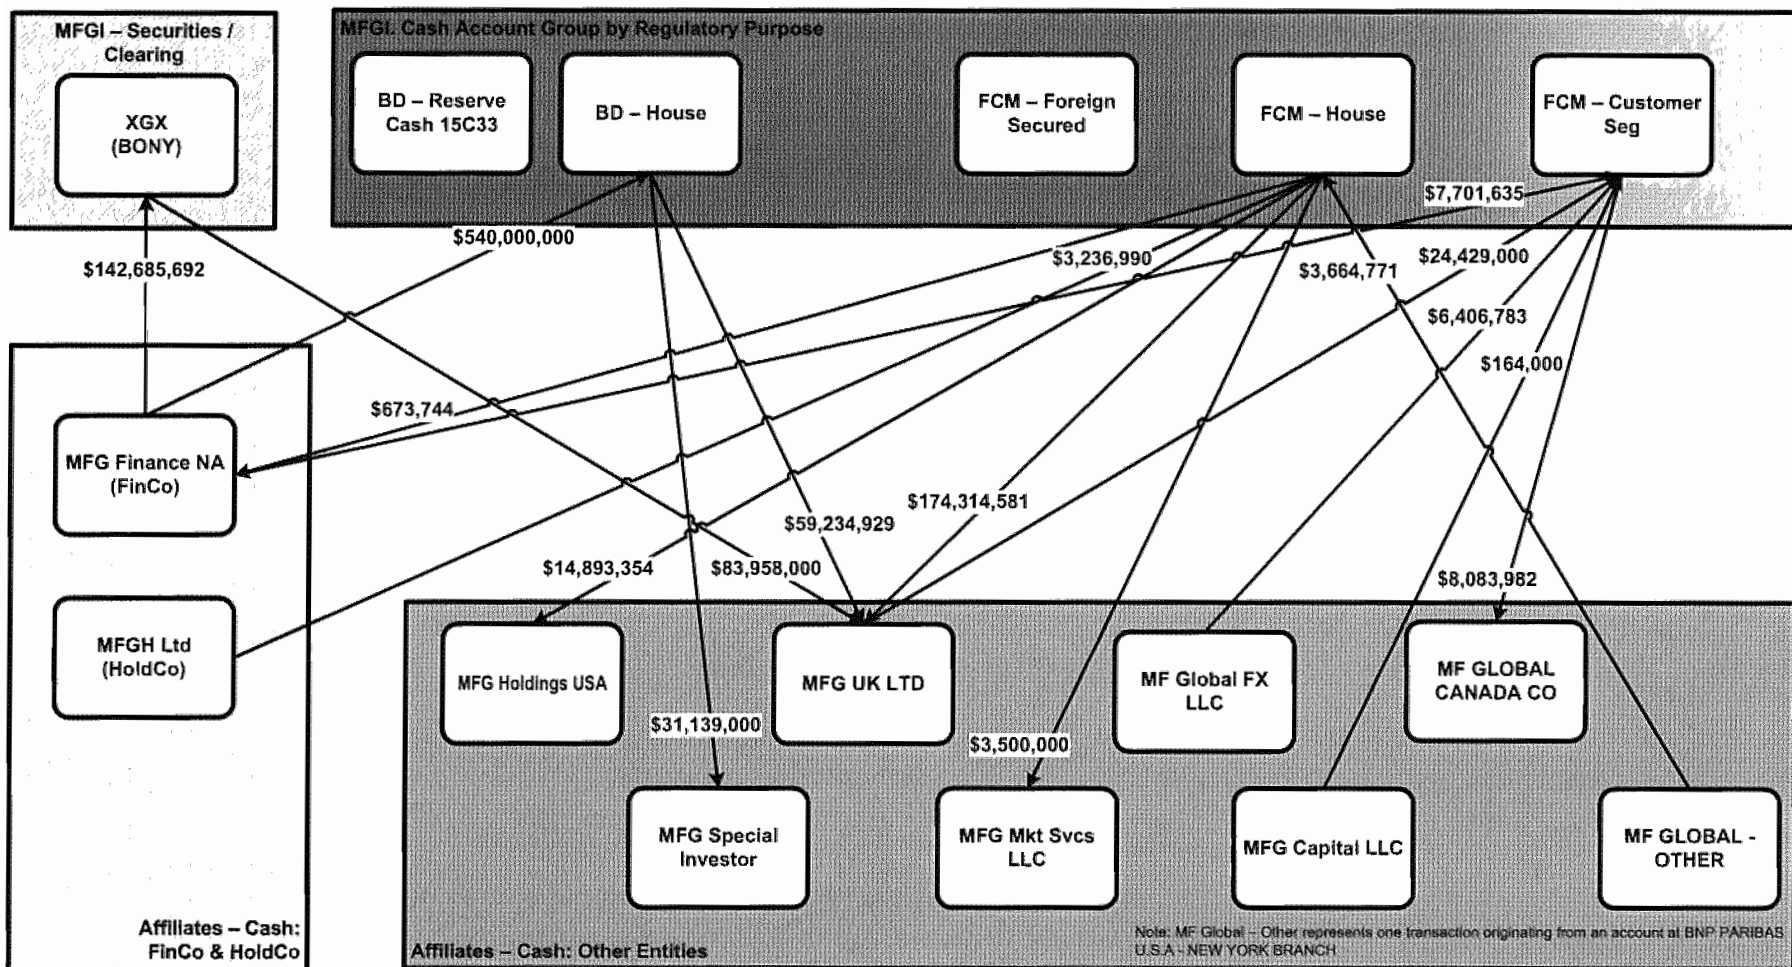 MFGI – Securities /
Clearing
XGX
(BONY)
MFGI. Cash Account Group by Regulatory Purpose
BD – Reserve
Cash 15C33
BD – House
FCM – Foreign
Secured
FCM – House
FCM – Customer
Seg
$7,701,635
$540,000,000
$142,685,692
$3,236,990
$3,664,771
$24,429,000
$6,406,783
$164,000
$673,744
MFG Finance NA
(FinCo)
$174,314,581
$59,234,929
$14,893,354
$83,958,000
$8,083,982
MFGH Ltd
(HoldCo)
MFG Holdings USA
MFG UK LTD
MF Global FX
LLC
MF GLOBAL
CANADA CO
$31,139,000
$3,500,000
MFG Special
Investor
MFG Mkt Svcs
LLC
MFG Capital LLC
MF GLOBAL -
OTHER
Affiliates – Cash:
FinCo & HoldCo
Affiliates – Cash: Other Entities
Note: MF Global – Other represents one transaction originating from an account at BNP PARIBAS
U.S.A - NEW YORK BRANCH